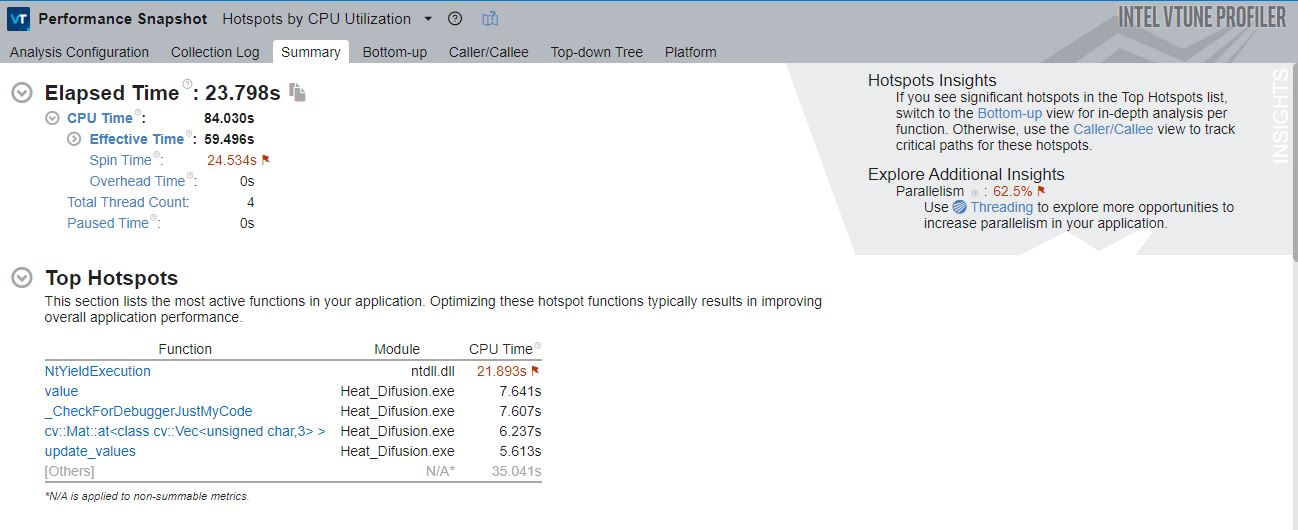 VT Performance Snapshot Hotspots by CPU Utilization ?
INTEL VTUNE PROFILER
Analysis Configuration Collection Log Summary Bottom-up Caller/Callee Top-down Tree Platform
Elapsed Time ? : 23.798s
CPU Time ? : 84.030s
Effective Time ? : 59.496s
Spin Time ? : 24.534s
Overhead Time ? : 0s
Total Thread Count: 4
Paused Time ? : 0s
Hotspots Insights
If you see significant hotspots in the Top Hotspots list,
switch to the Bottom-up view for in-depth analysis per
function. Otherwise, use the Caller/Callee view to track
critical paths for these hotspots.
Explore Additional Insights
Parallelism ? : 62.5%
Use Threading to explore more opportunities to
increase parallelism in your application.
INSIGHTS
Top Hotspots
This section lists the most active functions in your application. Optimizing these hotspot functions typically results in improving
overall application performance.
Function Module CPU Time ?
NtYieldExecution ntdll.dll 21.893s
value Heat_Difusion.exe 7.641s
_CheckForDebuggerJustMyCode Heat_Difusion.exe 7.607s
cv::Mat::at<class cv::Vec<unsigned char,3> > Heat_Difusion.exe 6.237s
update_values Heat_Difusion.exe 5.613s
[Others] N/A* 35.041s
*N/A is applied to non-summable metrics.